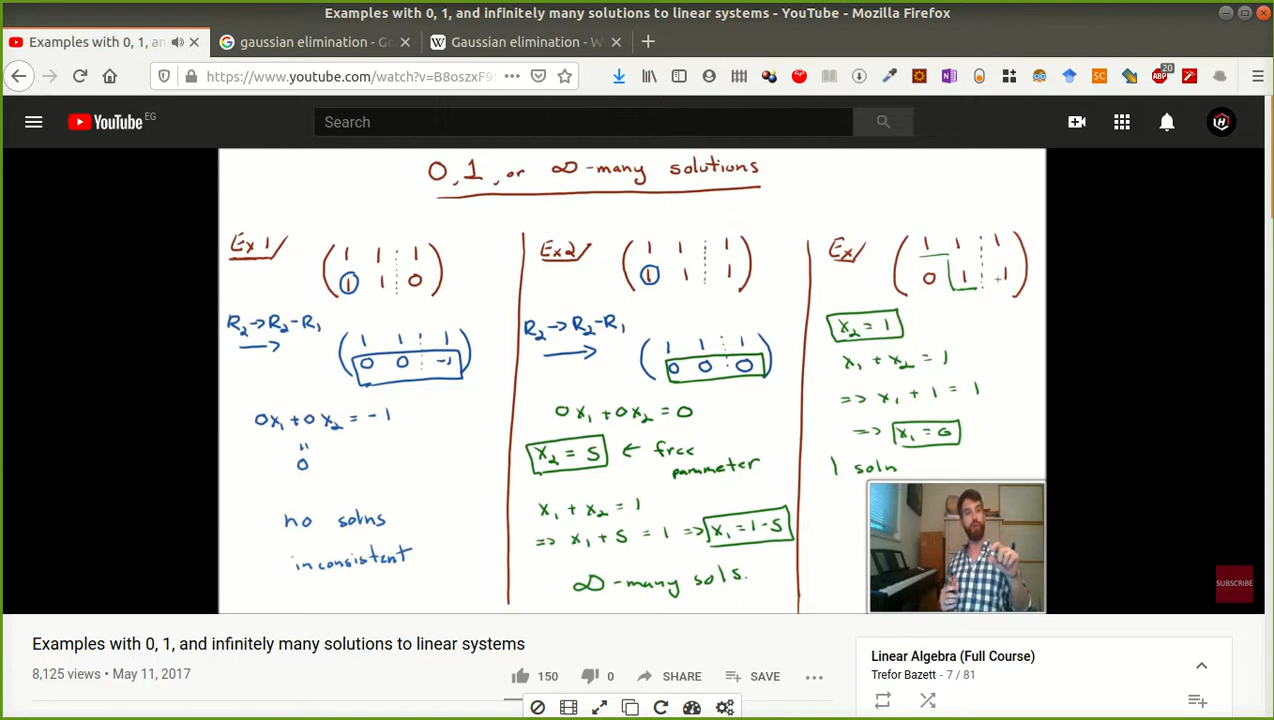 Examples with 0, 1, and infinitely many solutions to linear systems - YouTube - Mozilla Firefox
Examples with 0, 1, an
gaussian elimination - Go
Gaussian elimination - W
https://www.youtube.com/watch?v=B8oszxF9
20
YouTube EG
Search
0, 1, or ∞-many solutions
Ex 1/
1 1 1
1 1 0
R2→R2-R1
1 1 1
0 0 -1
0x1+0x2 = -1
"
0
no solns
inconsistent
Ex2/
1 1 1
1 1 1
R2→R2-R1
1 1 1
0 0 0
0x1+0x2=0
x2 = S ← free
parameter
x1 + x2 = 1
=> x1 + S = 1 => x1 = 1-S
∞-many sols.
Ex/
1 1 1
0 1 1
x2 = 1
x1 + x2 = 1
=> x1 + 1 = 1
=> x1 = 0
1 soln
SUBSCRIBE
Examples with 0, 1, and infinitely many solutions to linear systems
8,125 views • May 11, 2017
150
0
SHARE
SAVE
Linear Algebra (Full Course)
Trefor Bazett - 7 / 81